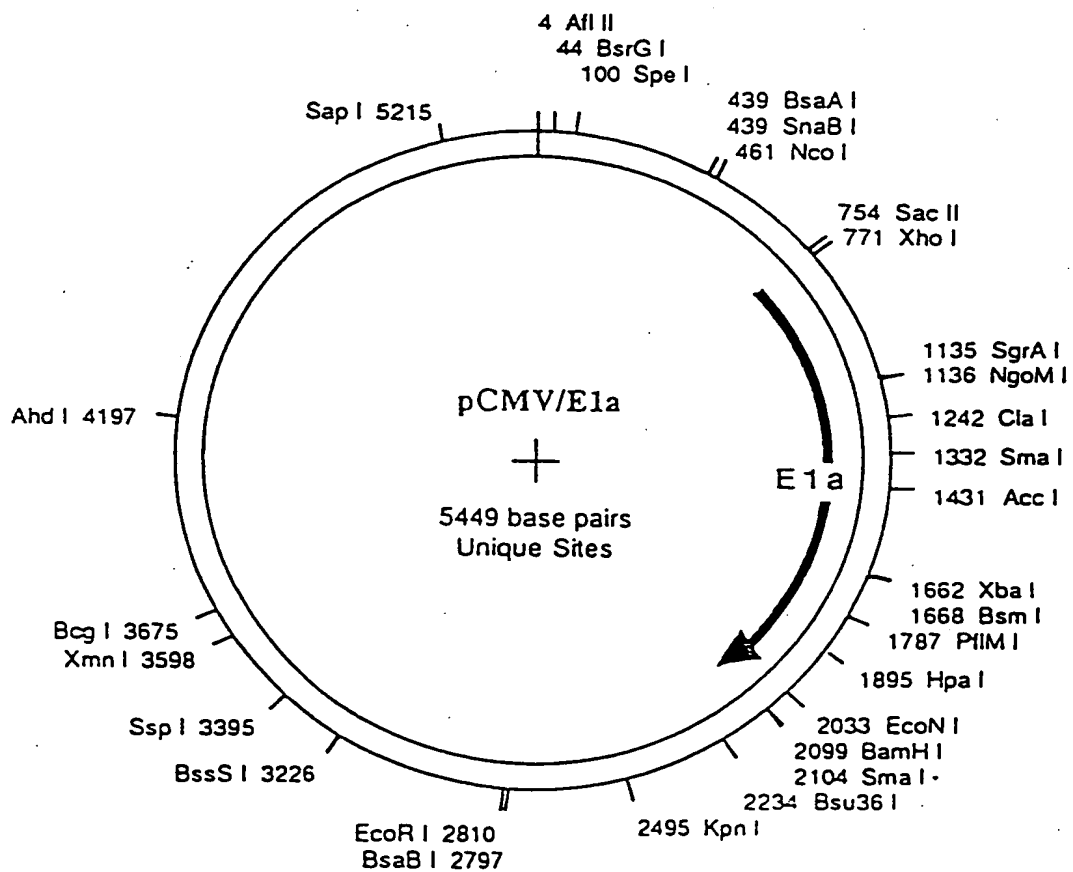 4 Afl II
44 BsrG I
100 Spe I
439 BsaA I
439 SnaB I
461 Nco I
754 Sac II
771 Xho I
1135 SgrA I
1136 NgoM I
1242 Cla I
1332 Sma I
1431 Acc I
1662 Xba I
1668 Bsm I
1787 PflM I
1895 Hpa I
2033 EcoN I
2099 BamH I
2104 Sma I
2234 Bsu36 I
2495 Kpn I
EcoR I 2810
BsaB I 2797
BssS I 3226
Ssp I 3395
Bcg I 3675
Xmn I 3598
Ahd I 4197
Sap I 5215
pCMV/E1a
5449 base pairs
Unique Sites
E1a